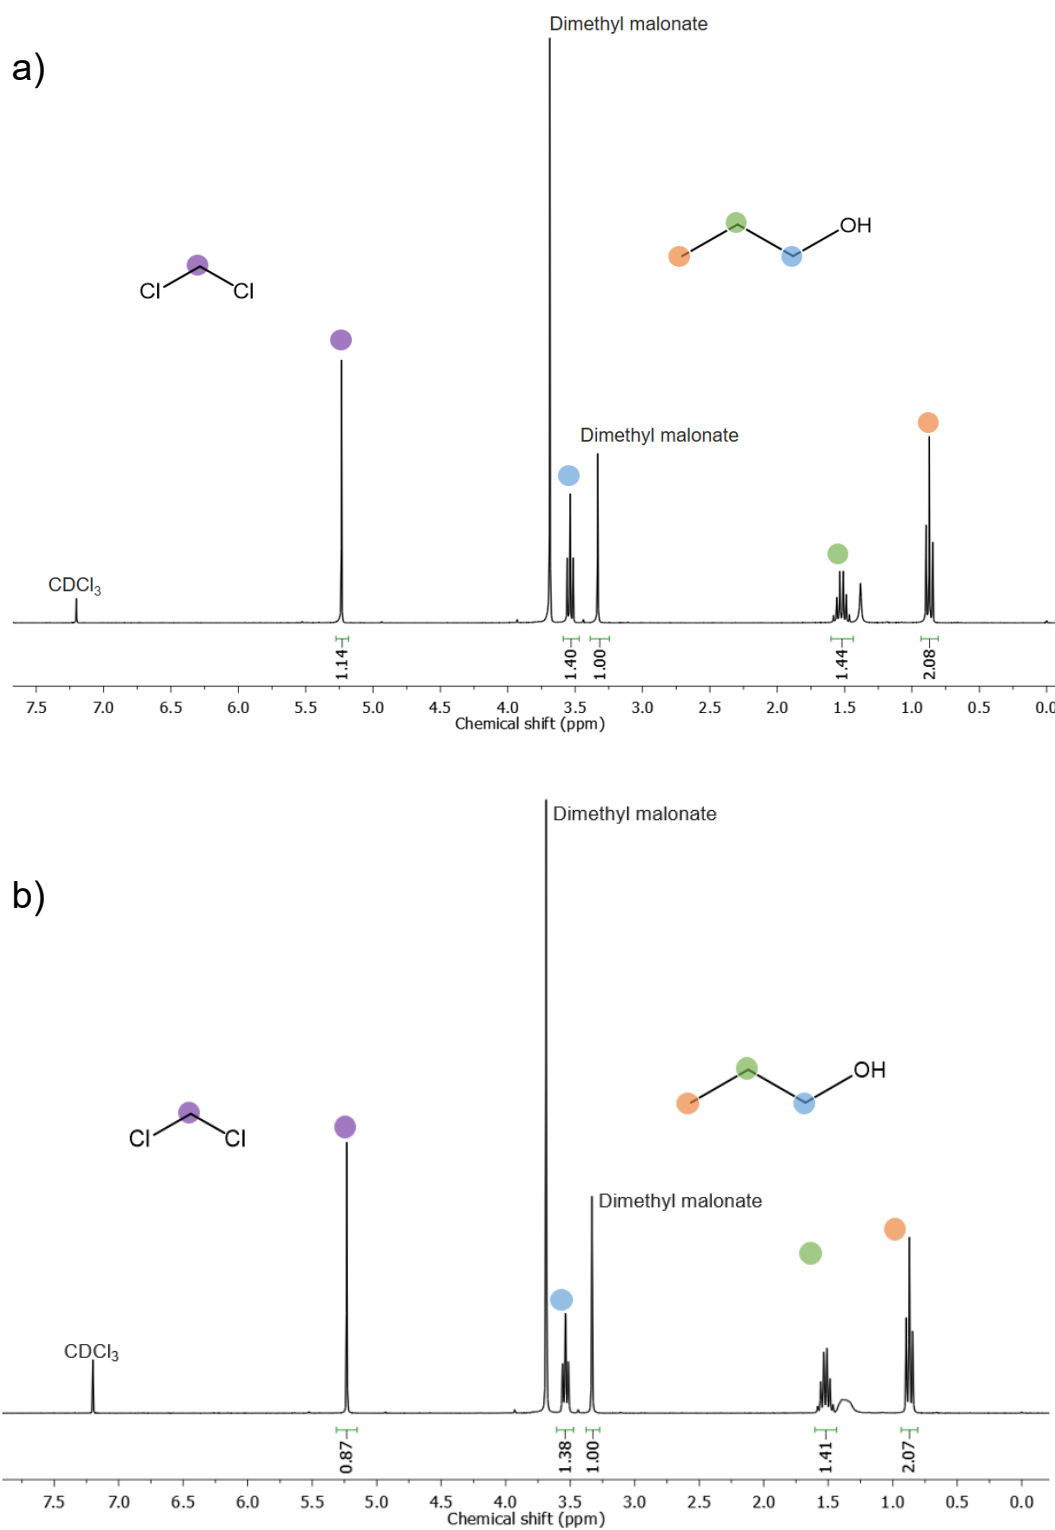 Dimethyl malonate
a)
OH
Cl
Cl
Dimethyl malonate
CDCl3
1.14
1.40
1.00
1.44
2.08
7.5 7.0 6.5 6.0 5.5 5.0 4.5 4.0 3.5 3.0 2.5 2.0 1.5 1.0 0.5 0.0
Chemical shift (ppm)
Dimethyl malonate
b)
OH
Cl
Cl
Dimethyl malonate
CDCl3
0.87
1.38
1.00
1.41
2.07
7.5 7.0 6.5 6.0 5.5 5.0 4.5 4.0 3.5 3.0 2.5 2.0 1.5 1.0 0.5 0.0
Chemical shift (ppm)